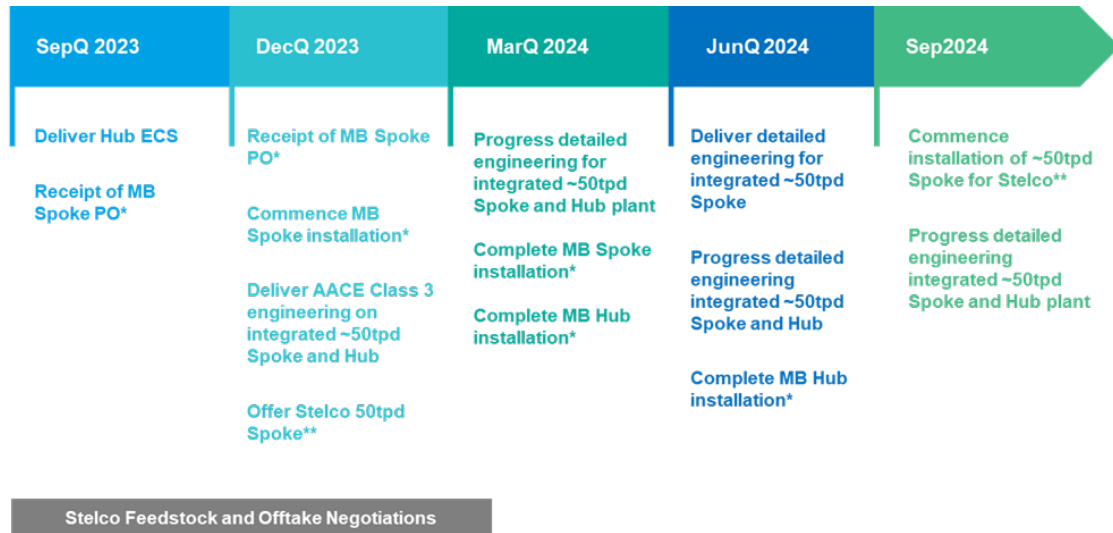 SepQ 2023
DecQ 2023
MarQ 2024
JunQ 2024
Sep2024
Deliver Hub ECS
Receipt of MB
Spoke PO*
Receipt of MB Spoke
PO*
Commence MB
Spoke installation*
Deliver AACE Class 3
engineering on
integrated ~50tpd
Spoke and Hub
Offer Stelco 50tpd
Spoke**
Progress detailed
engineering for
integrated ~50tpd
Spoke and Hub plant
Complete MB Spoke
installation*
Complete MB Hub
installation*
Deliver detailed
engineering for
integrated ~50tpd
Spoke
Progress detailed
engineering
integrated ~50tpd
Spoke and Hub
Complete MB Hub
installation*
Commence
installation of ~50tpd
Spoke for Stelco**
Progress detailed
engineering
integrated ~50tpd
Spoke and Hub plant
Stelco Feedstock and Offtake Negotiations